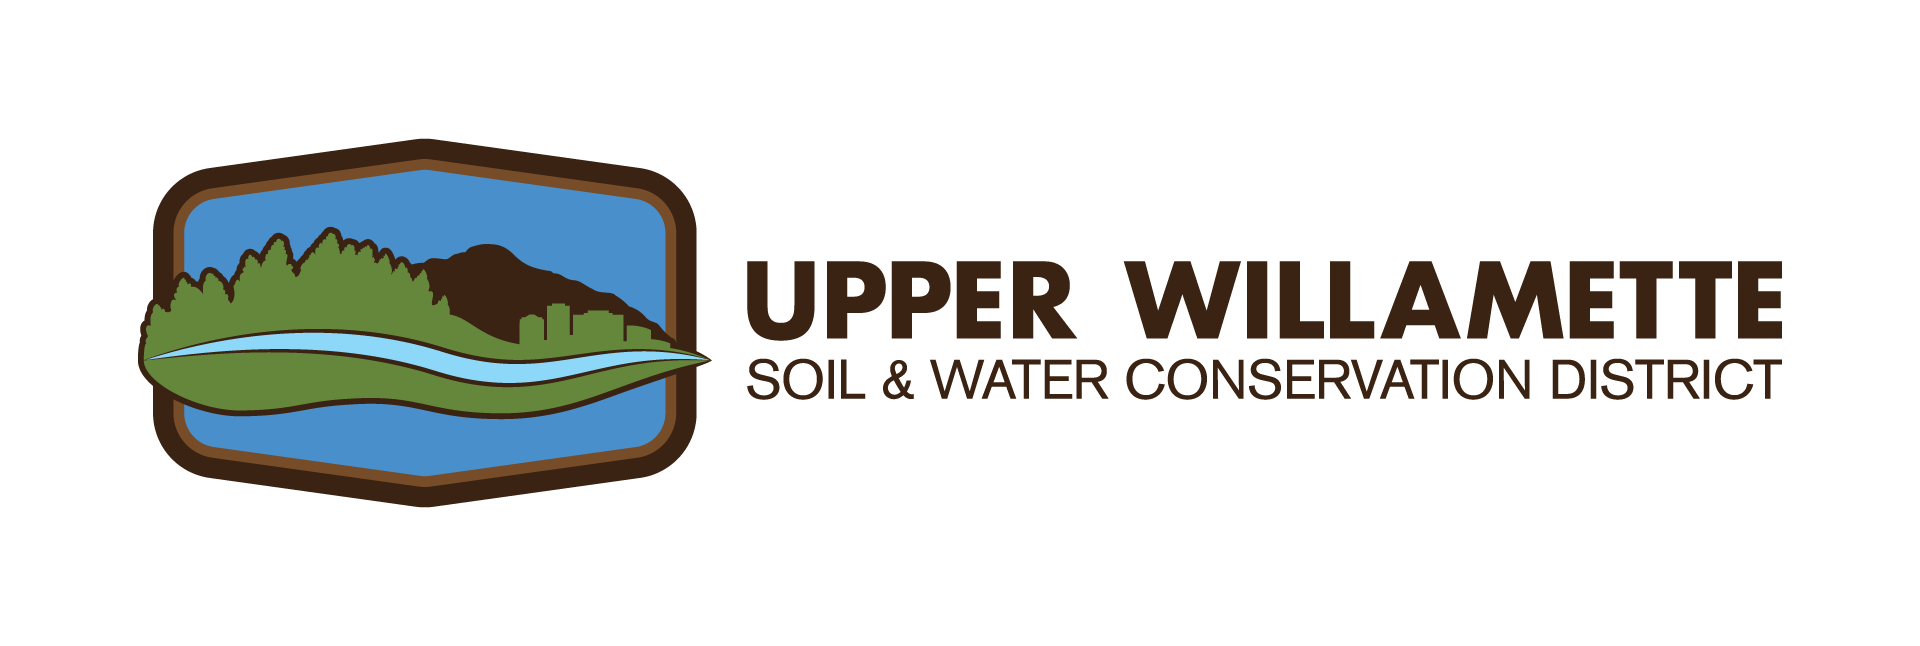 UPPER WILLAMETTE
SOIL & WATER CONSERVATION DISTRICT